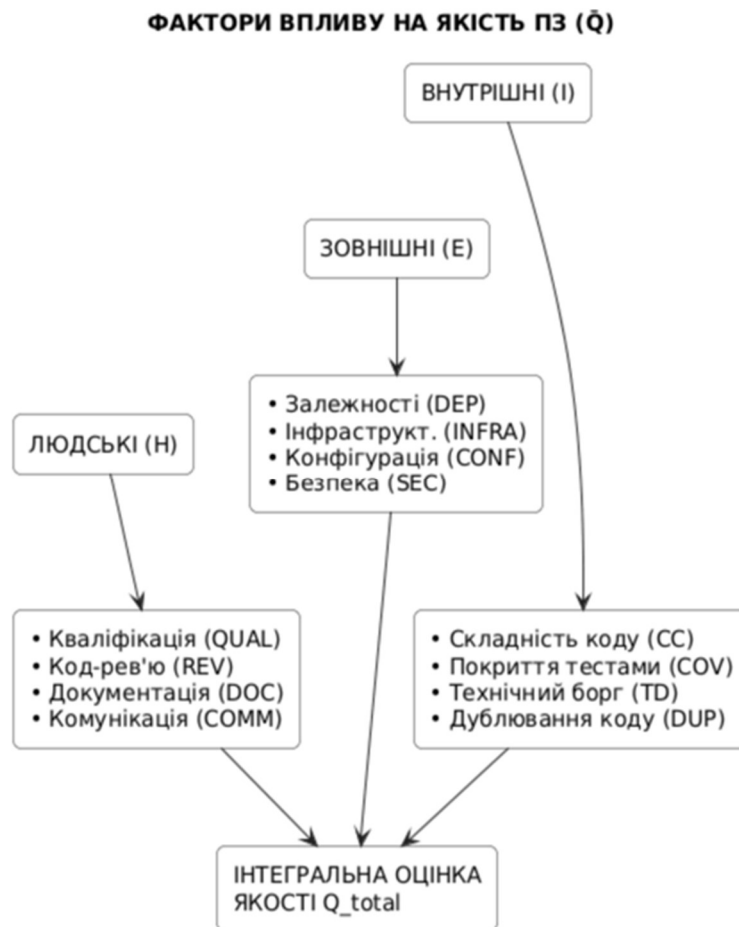 ФАКТОРИ ВПЛИВУ НА ЯКІСТЬ ПЗ (Q̄)
ВНУТРІШНІ (I)
ЗОВНІШНІ (E)
• Залежності (DEP)
• Інфраструкт. (INFRA)
• Конфігурація (CONF)
• Безпека (SEC)
ЛЮДСЬКІ (H)
• Кваліфікація (QUAL)
• Код-рев'ю (REV)
• Документація (DOC)
• Комунікація (COMM)
• Складність коду (CC)
• Покриття тестами (COV)
• Технічний борг (TD)
• Дублювання коду (DUP)
ІНТЕГРАЛЬНА ОЦІНКА
ЯКОСТІ Q_total